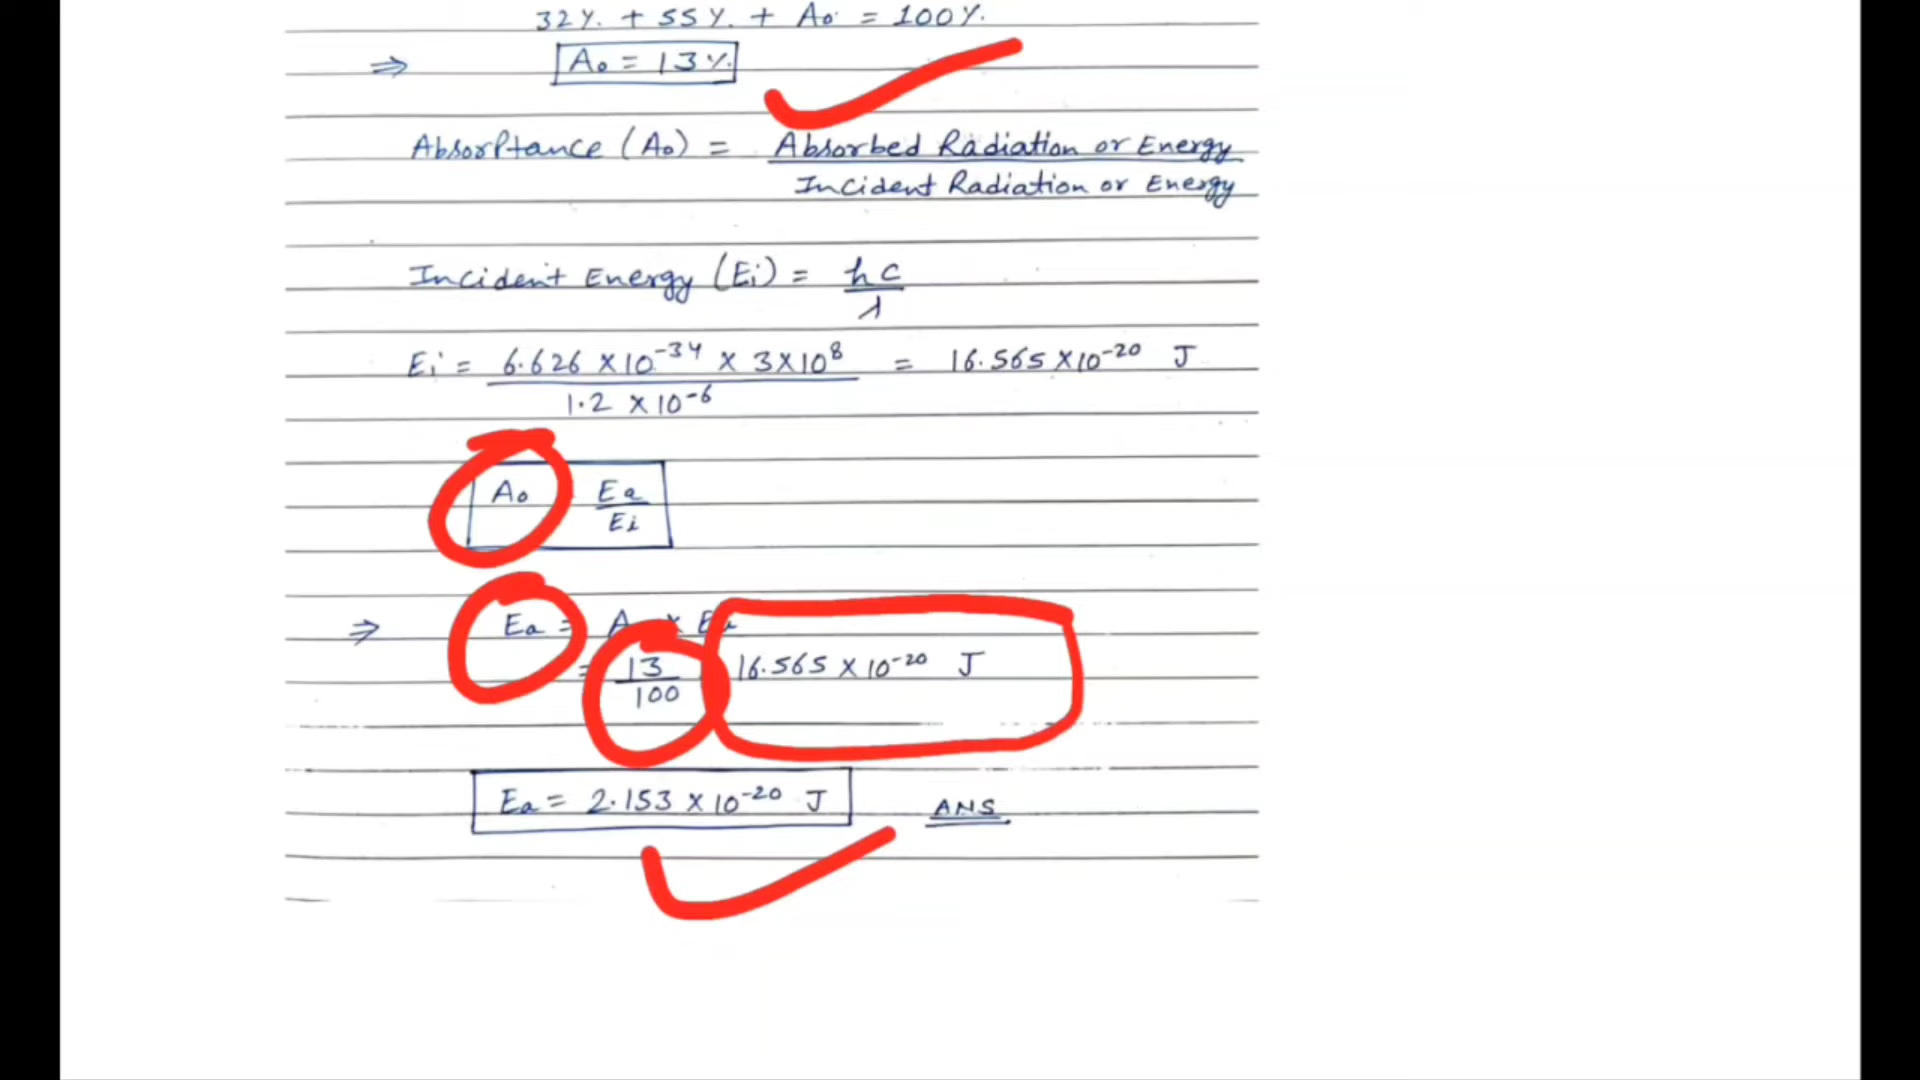 32%. + 55%. + A₀ = 100%.
⇒ A₀ = 13%.
Absorptance (A₀) = Absorbed Radiation or Energy
Incident Radiation or Energy
Incident Energy (Ei) = hc
λ
Ei = 6.626 × 10⁻³⁴ × 3×10⁸ = 16.565 × 10⁻²⁰ J
1.2 × 10⁻⁶
A₀ Ea
Ei
⇒ Ea = A × Ei
= 13 16.565 × 10⁻²⁰ J
100
Ea = 2.153 × 10⁻²⁰ J ANS